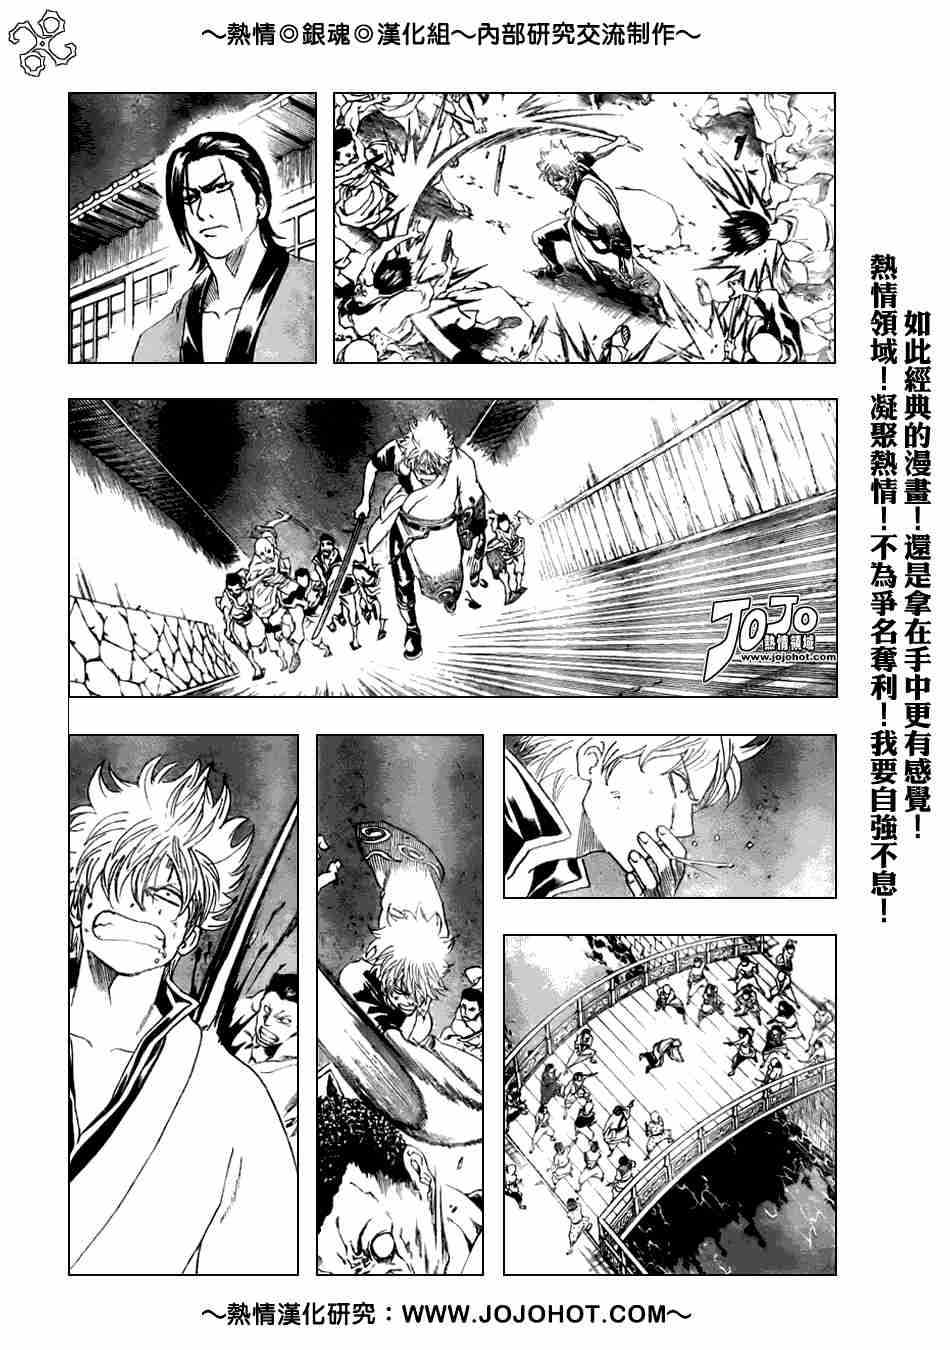 ～熱情◎銀魂◎漢化組～內部研究交流制作～
如此經典的漫畫！還是拿在手中更有感覺！
熱情領域！凝聚熱情！不為爭名奪利！我要自強不息！
JOJO
熱情領域
www.jojohot.com
～熱情漢化研究：WWW.JOJOHOT.COM～